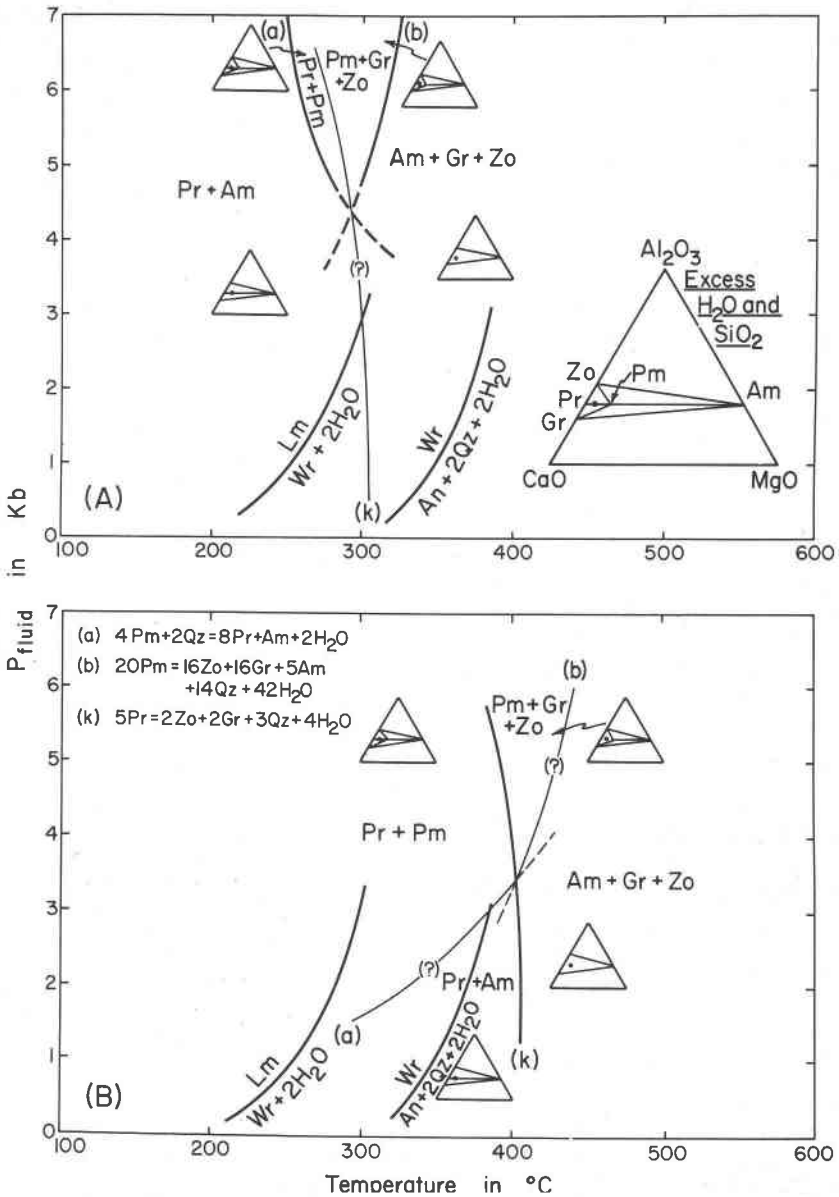 P_fluid in Kb
7
6
5
4
3
2
1
0
(a)
(b)
Pr+Pm
Pm+Gr
+Zo
Pr+Am
Am+Gr+Zo
(?)
Lm
Wr + 2H₂O
Wr
An+2Qz+2H₂O
(k)
(A)
Al₂O₃
Excess
H₂O and
SiO₂
Zo
Pm
Pr
Am
Gr
CaO
MgO
100
200
300
400
500
600
7
6
5
4
3
2
1
0
(a) 4Pm+2Qz=8Pr+Am+2H₂O
(b) 20Pm=16Zo+16Gr+5Am
+14Qz+42H₂O
(k) 5Pr=2Zo+2Gr+3Qz+4H₂O
(b)
Pm+Gr
+Zo
(?)
Pr + Pm
Am+Gr+Zo
(?)
Pr+Am
(a)
Lm
Wr+2H₂O
Wr
An+2Qz+2H₂O
(k)
(B)
100
200
300
400
500
600
Temperature in °C